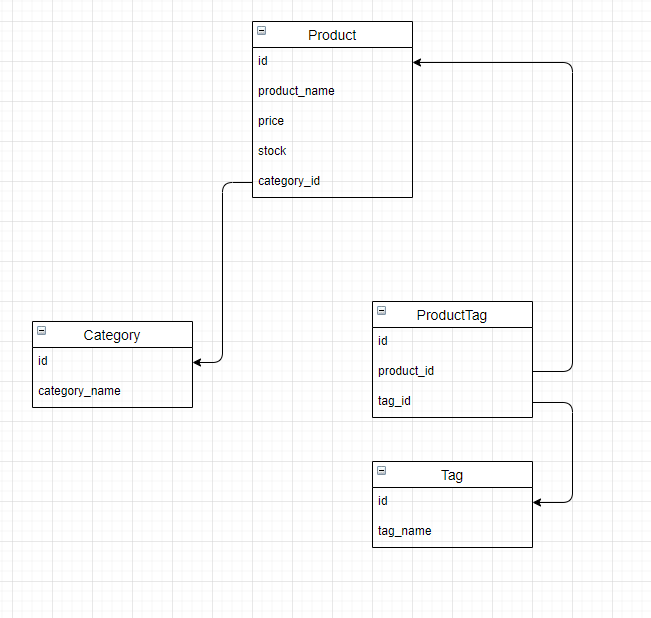 Product
id
product_name
price
stock
category_id
Category
id
category_name
ProductTag
id
product_id
tag_id
Tag
id
tag_name